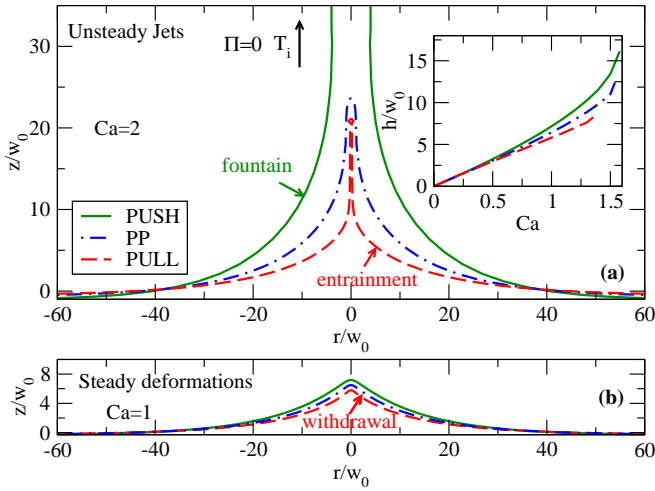 Unsteady Jets
Π=0 T_i
Ca=2
fountain
PUSH
PP
PULL
entrainment
(a)
z/w_0
0
10
20
30
-60 -40 -20 0 20 40 60
r/w_0
h/w_0
0
5
10
15
0 0.5 1 1.5
Ca
Steady deformations
(b)
Ca=1
withdrawal
z/w_0
0
4
8
-60 -40 -20 0 20 40 60
r/w_0